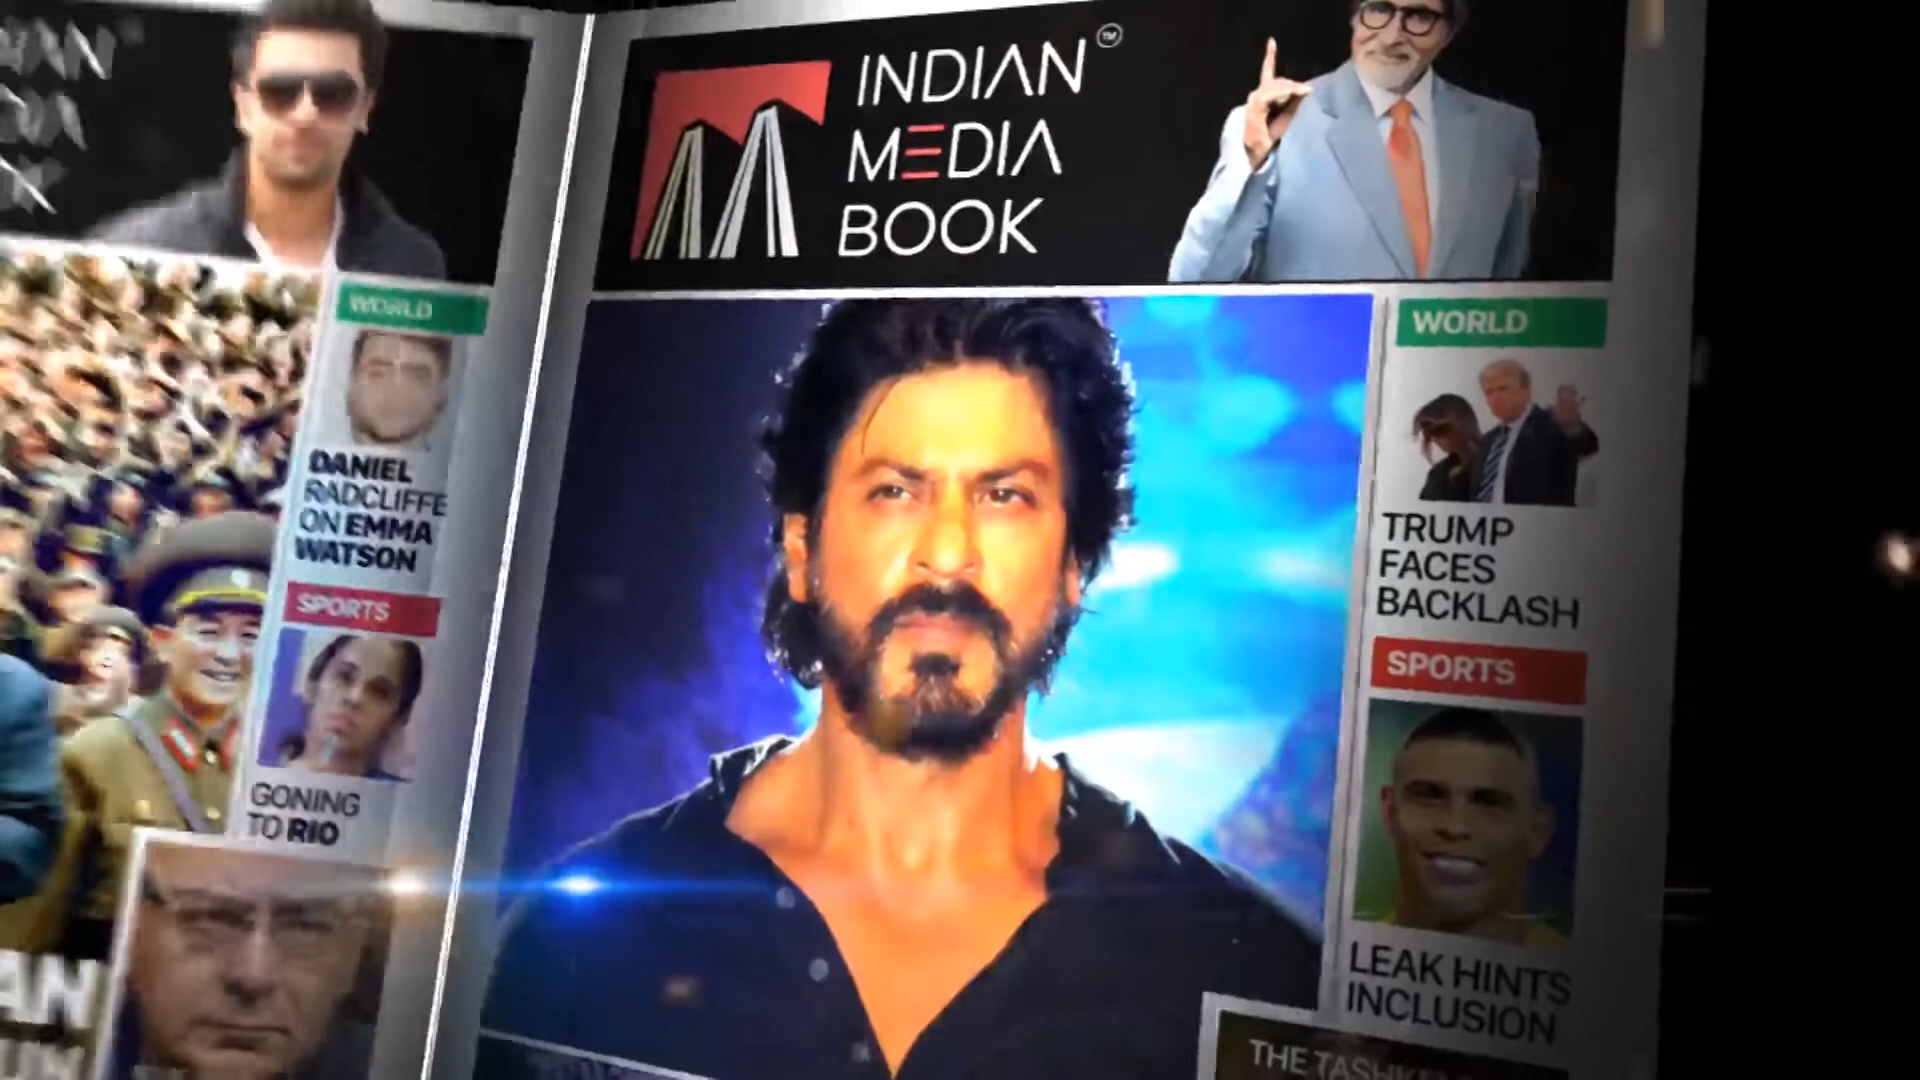 INDIAN
MEDIA
BOOK
TM
WORLD
DANIEL
RADCLIFFE
ON EMMA
WATSON
SPORTS
GONING
TO RIO
WORLD
TRUMP
FACES
BACKLASH
SPORTS
LEAK HINTS
INCLUSION
THE